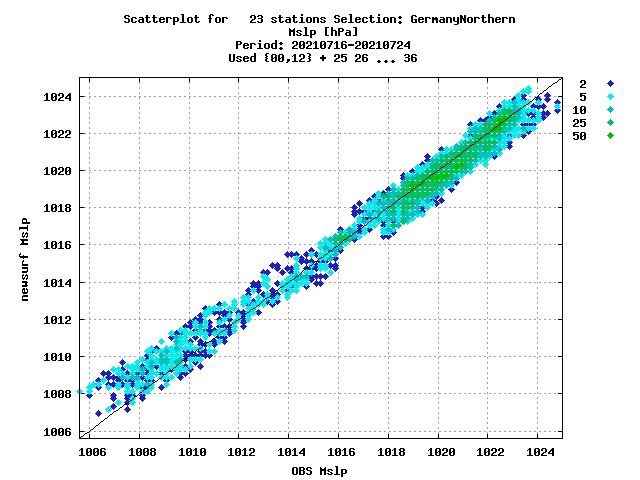 Scatterplot for   23 stations Selection: GermanyNorthern
Mslp [hPa]
Period: 20210716-20210724
Used {00,12} + 25 26 ... 36
2
5
10
25
50
1024
1022
1020
1018
1016
1014
1012
1010
1008
1006
newsurf Mslp
1006 1008 1010 1012 1014 1016 1018 1020 1022 1024
OBS Mslp